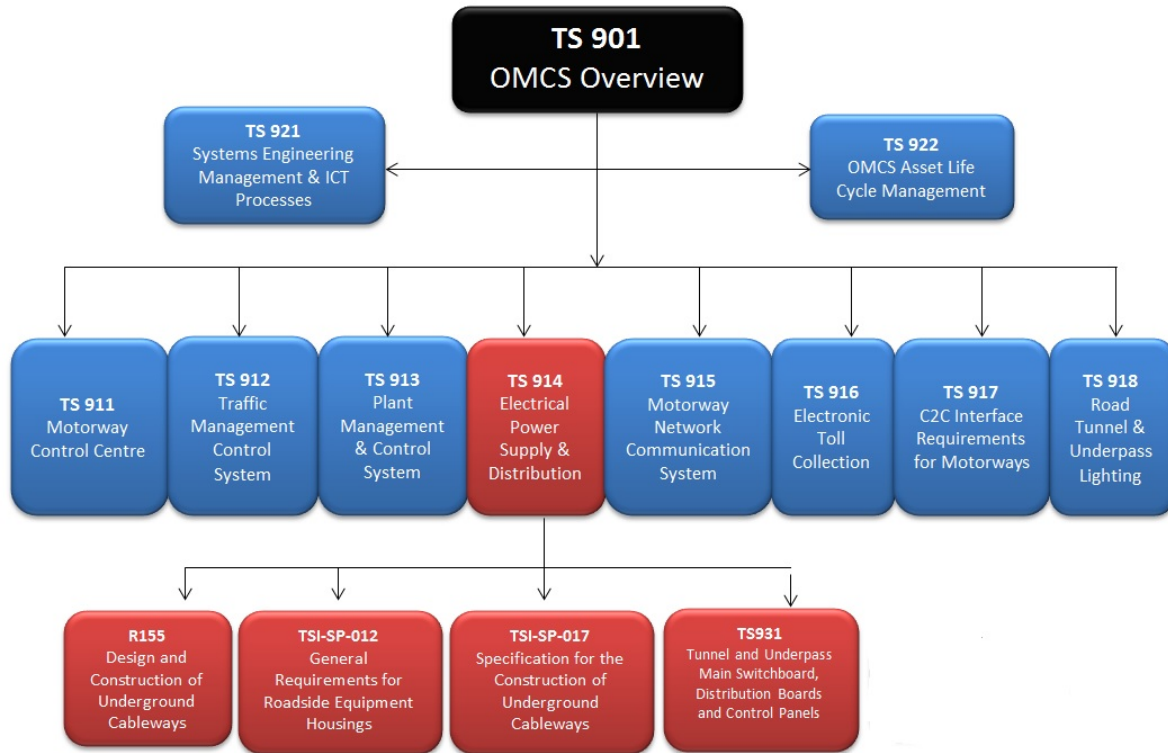 TS 901
OMCS Overview
TS 921
Systems Engineering
Management & ICT
Processes
TS 922
OMCS Asset Life
Cycle Management
TS 911
Motorway
Control Centre
TS 912
Traffic
Management
Control
System
TS 913
Plant
Management
& Control
System
TS 914
Electrical
Power
Supply &
Distribution
TS 915
Motorway
Network
Communication
System
TS 916
Electronic
Toll
Collection
TS 917
C2C Interface
Requirements
for Motorways
TS 918
Road
Tunnel &
Underpass
Lighting
R155
Design and
Construction of
Underground
Cableways
TSI-SP-012
General
Requirements for
Roadside Equipment
Housings
TSI-SP-017
Specification for the
Construction of
Underground
Cableways
TS931
Tunnel and Underpass
Main Switchboard,
Distribution Boards
and Control Panels